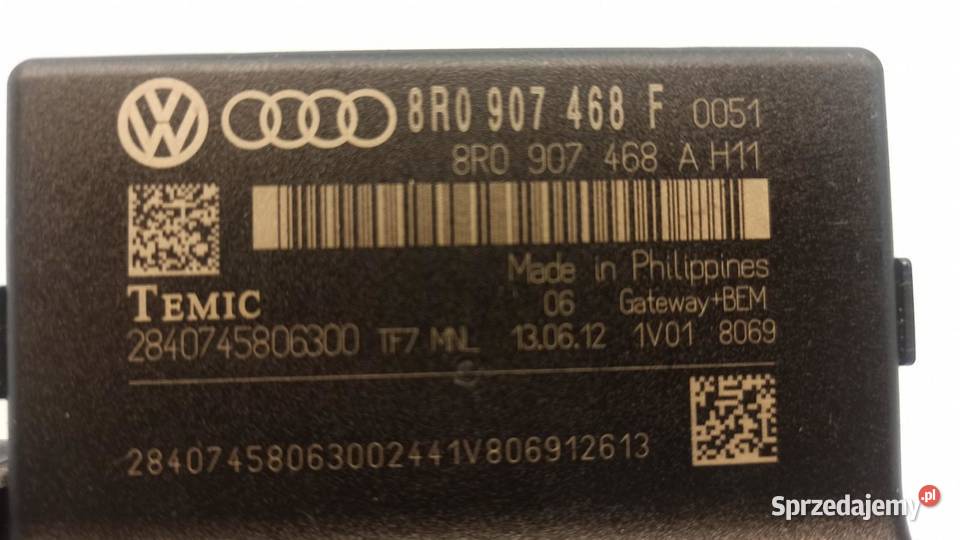 8R0 907 468 F 0051
8R0 907 468 A H11
Made in Philippines
TEMIC 06 Gateway+BEM
2840745806300 TF7 MNL 13.06.12 1V01 8069
28407458063002441V806912613
Sprzedajemy.pl